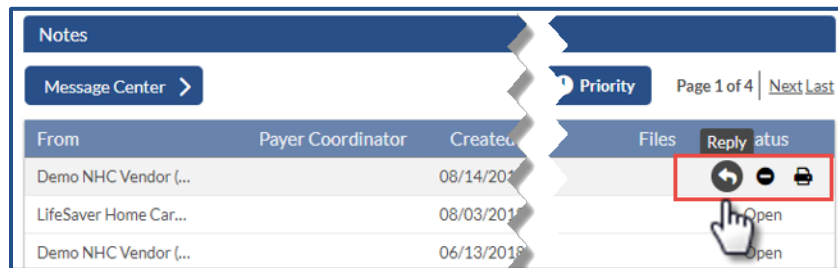 Notes
Message Center Priority Page 1 of 4 Next Last
From Payer Coordinator Created Files Reply atus
Demo NHC Vendor (... 08/14/201
LifeSaver Home Car... 08/03/201 Open
Demo NHC Vendor (... 06/13/2018 Open